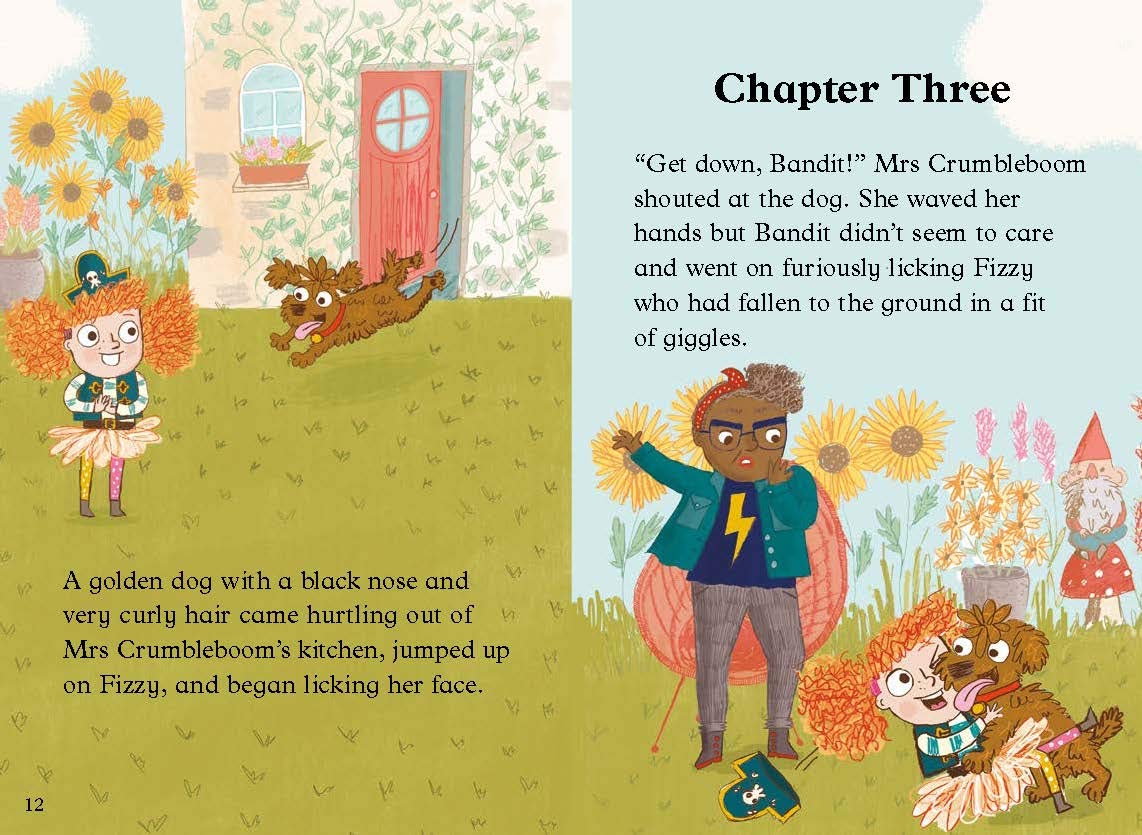 A golden dog with a black nose and
very curly hair came hurtling out of
Mrs Crumbleboom’s kitchen, jumped up
on Fizzy, and began licking her face.
12
Chapter Three
“Get down, Bandit!” Mrs Crumbleboom
shouted at the dog. She waved her
hands but Bandit didn’t seem to care
and went on furiously licking Fizzy
who had fallen to the ground in a fit
of giggles.